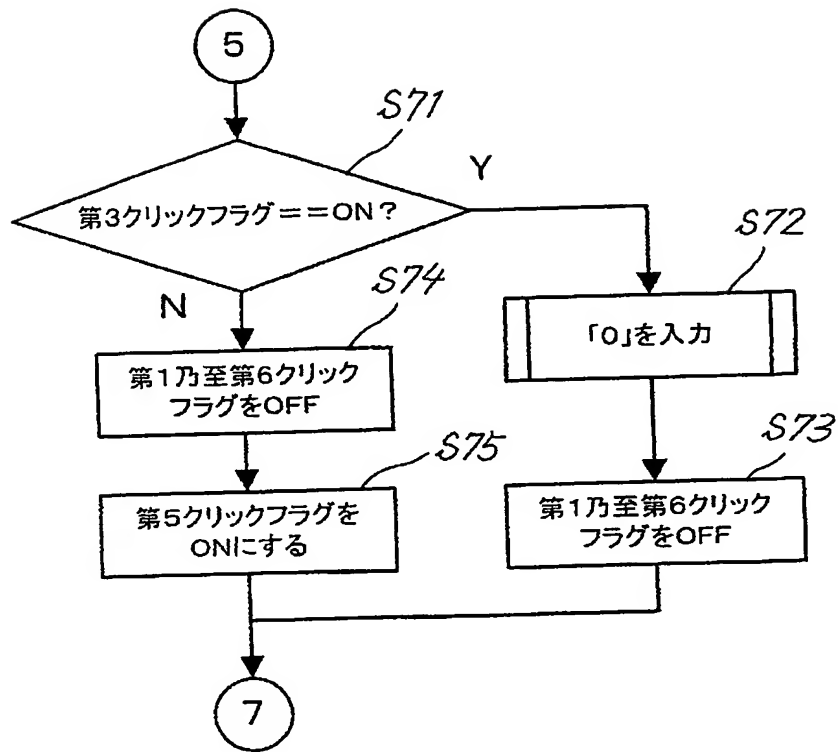 5
S71
第3クリックフラグ==ON?
Y
S72
「0」を入力
N
S74
第1乃至第6クリック
フラグをOFF
S73
第1乃至第6クリック
フラグをOFF
S75
第5クリックフラグを
ONにする
7